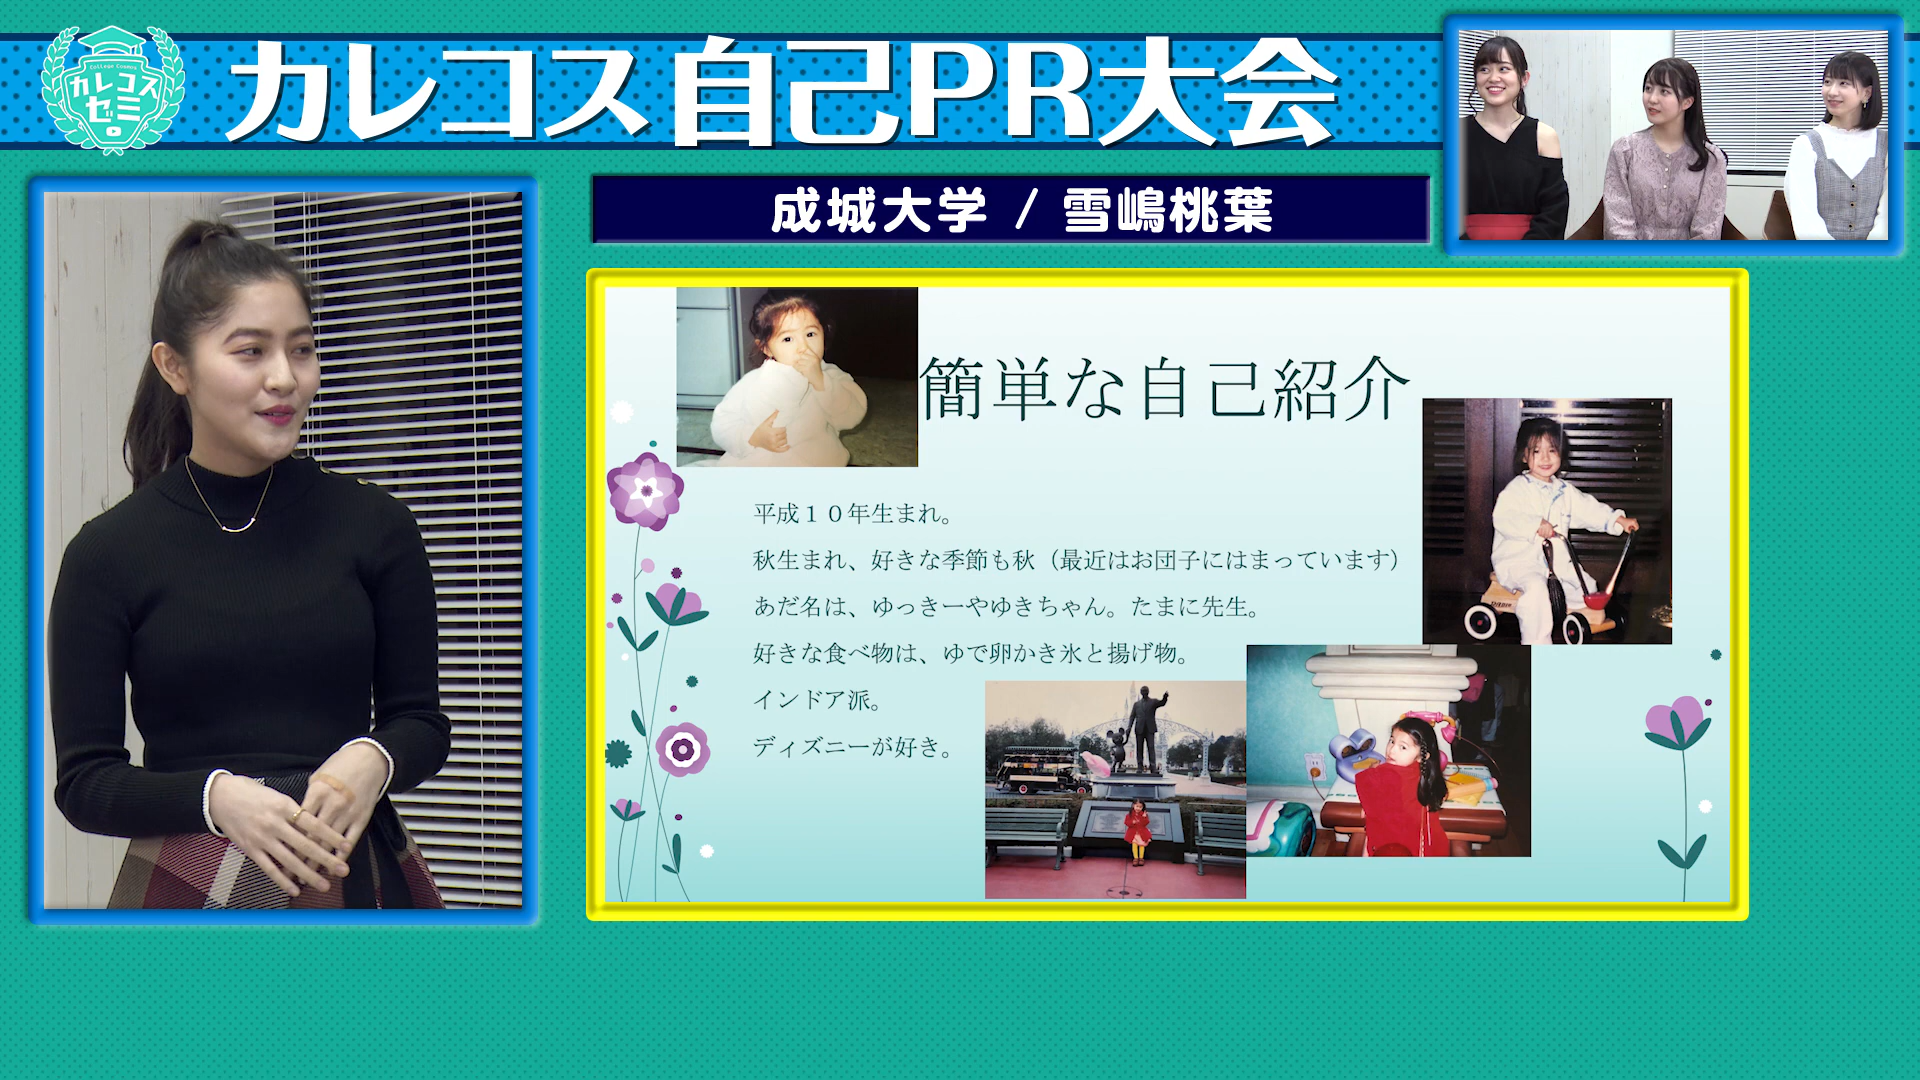 College Cosmos
カレコス
ゼミ
カレコス自己PR大会
成城大学 / 雪嶋桃葉
簡単な自己紹介
平成１０年生まれ。
秋生まれ、好きな季節も秋（最近はお団子にはまっています）
あだ名は、ゆっきーやゆきちゃん。たまに先生。
好きな食べ物は、ゆで卵かき氷と揚げ物。
インドア派。
ディズニーが好き。